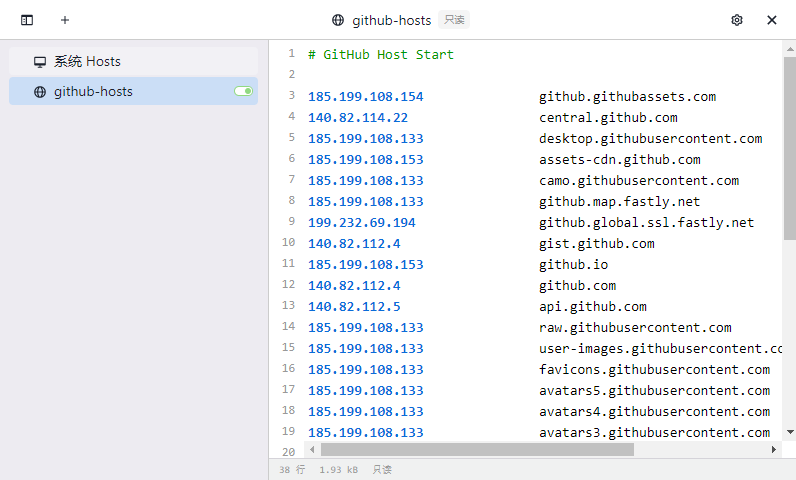 github-hosts 只读
系统 Hosts
github-hosts
1 # GitHub Host Start
2
3 185.199.108.154 github.githubassets.com
4 140.82.114.22 central.github.com
5 185.199.108.133 desktop.githubusercontent.com
6 185.199.108.153 assets-cdn.github.com
7 185.199.108.133 camo.githubusercontent.com
8 185.199.108.133 github.map.fastly.net
9 199.232.69.194 github.global.ssl.fastly.net
10 140.82.112.4 gist.github.com
11 185.199.108.153 github.io
12 140.82.112.4 github.com
13 140.82.112.5 api.github.com
14 185.199.108.133 raw.githubusercontent.com
15 185.199.108.133 user-images.githubusercontent.co
16 185.199.108.133 favicons.githubusercontent.com
17 185.199.108.133 avatars5.githubusercontent.com
18 185.199.108.133 avatars4.githubusercontent.com
19 185.199.108.133 avatars3.githubusercontent.com
20
38 行 1.93 kB 只读